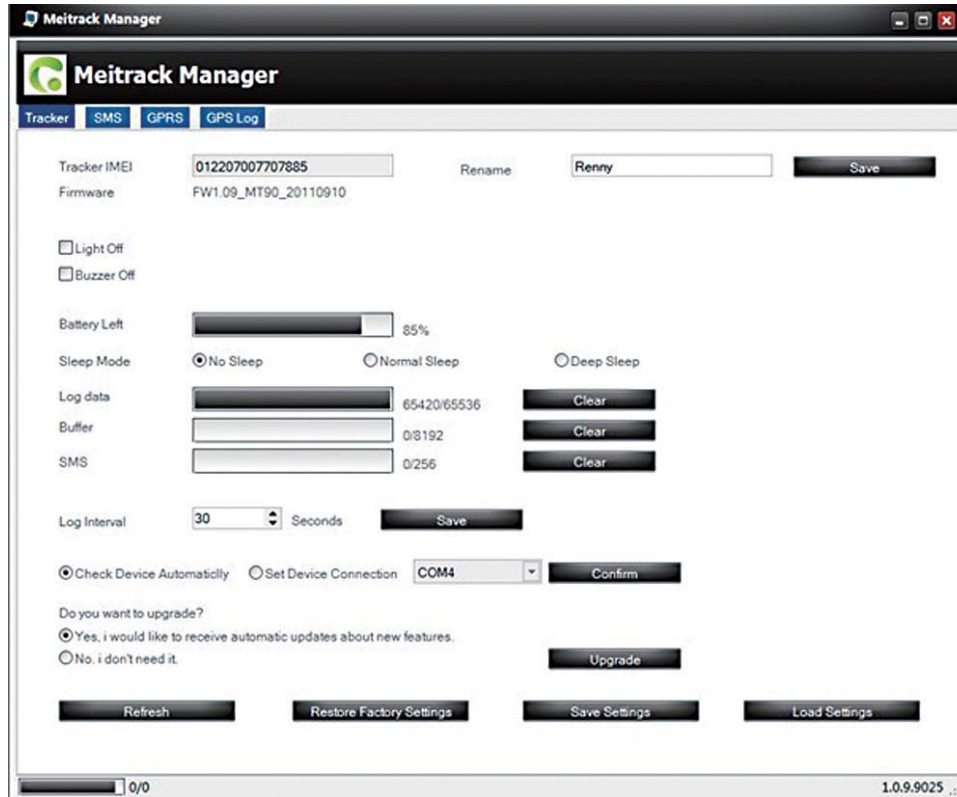 Meitrack Manager
Meitrack Manager
Tracker SMS GPRS GPS Log
Tracker IMEI 012207007707885 Rename Renny Save
Firmware FW1.09_MT90_20110910
Light Off
Buzzer Off
Battery Left 85%
Sleep Mode No Sleep Normal Sleep Deep Sleep
Log data 65420/65536 Clear
Buffer 0/8192 Clear
SMS 0/256 Clear
Log Interval 30 Seconds Save
Check Device Automaticlly Set Device Connection COM4 Confirm
Do you want to upgrade?
Yes, i would like to receive automatic updates about new features.
No. i don't need it. Upgrade
Refresh Restore Factory Settings Save Settings Load Settings
0/0 1.0.9.9025